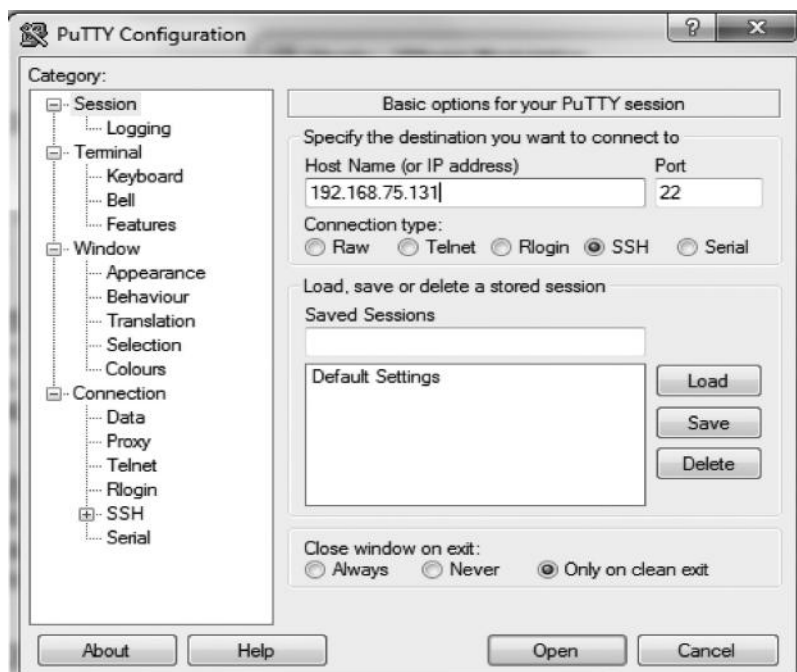 PuTTY Configuration
?
x
Category:
Session
Logging
Terminal
Keyboard
Bell
Features
Window
Appearance
Behaviour
Translation
Selection
Colours
Connection
Data
Proxy
Telnet
Rlogin
SSH
Serial
Basic options for your PuTTY session
Specify the destination you want to connect to
Host Name (or IP address) Port
192.168.75.131 22
Connection type:
Raw Telnet Rlogin SSH Serial
Load, save or delete a stored session
Saved Sessions
Default Settings
Load
Save
Delete
Close window on exit:
Always Never Only on clean exit
About Help Open Cancel